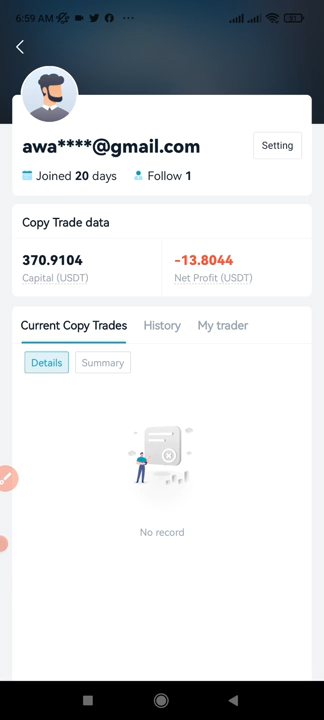 6:59 AM
awa****@gmail.com
Setting
Joined 20 days
Follow 1
Copy Trade data
370.9104
-13.8044
Capital (USDT)
Net Profit (USDT)
Current Copy Trades
History
My trader
Details
Summary
No record